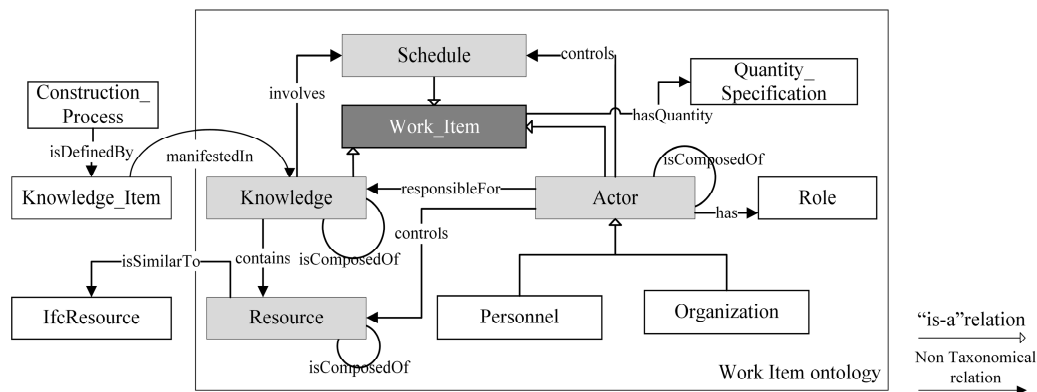 Schedule
controls
Quantity_
Specification
Construction_
Process
involves
Work_Item
hasQuantity
isDefinedBy
manifestedIn
isComposedOf
Knowledge_Item
Knowledge
responsibleFor
Actor
has
Role
controls
isSimilarTo
contains
isComposedOf
IfcResource
Resource
Personnel
Organization
isComposedOf
Work Item ontology
“is-a”relation
Non Taxonomical
relation